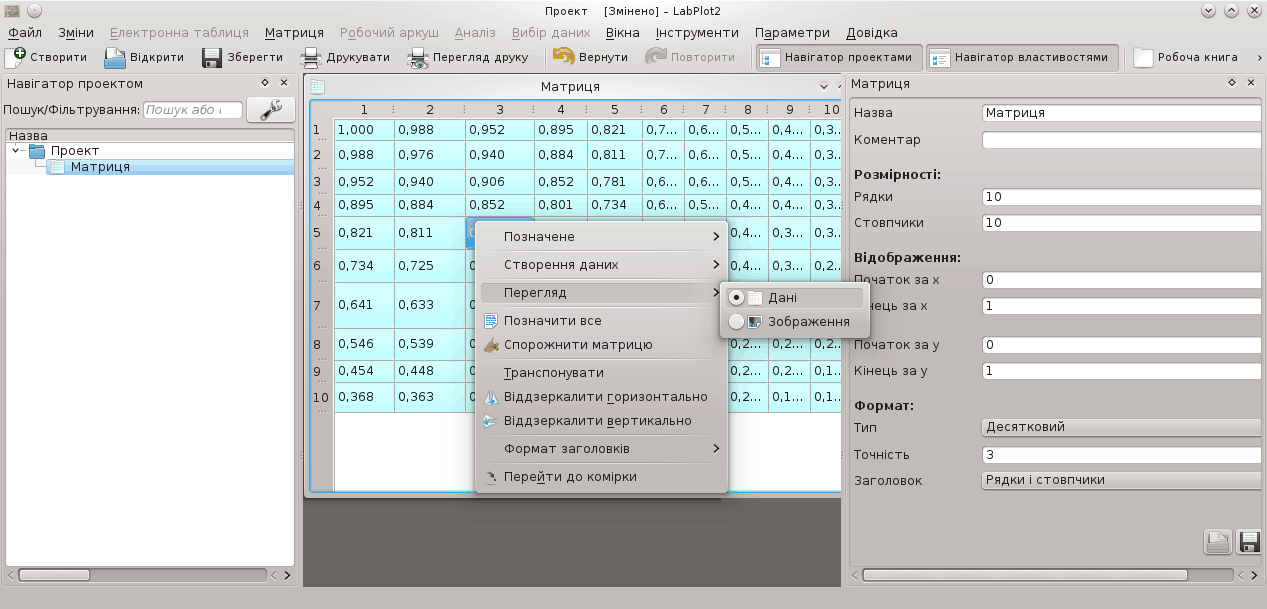 Проект [Змінено] – LabPlot2
Файл Зміни Електронна таблиця Матриця Робочий аркуш Аналіз Вибір даних Вікна Інструменти Параметри Довідка
Створити Відкрити Зберегти Друкувати Перегляд друку Вернути Повторити Навігатор проектами Навігатор властивостями Робоча книга
Навігатор проектом
Пошук/Фільтрування: Пошук або
Назва
Проект
Матриця
Матриця
1 2 3 4 5 6 7 8 9 10
1 1,000 0,988 0,952 0,895 0,821 0,7... 0,6... 0,5... 0,4... 0,3...
2 0,988 0,976 0,940 0,884 0,811 0,7... 0,6... 0,5... 0,4... 0,3...
3 0,952 0,940 0,906 0,852 0,781 0,6... 0,6... 0,5... 0,4... 0,3...
4 0,895 0,884 0,852 0,801 0,734 0,6... 0,5... 0,4... 0,4... 0,3...
5 0,821 0,811 0,4... 0,3... 0,3...
6 0,734 0,725 0,4... 0,3... 0,2...
7 0,641 0,633
8 0,546 0,539 0,2... 0,2... 0,2...
9 0,454 0,448 0,2... 0,2... 0,1...
10 0,368 0,363 0,2... 0,1... 0,1...
Позначене
Створення даних
Перегляд
Позначити все
Спорожнити матрицю
Транспонувати
Віддзеркалити горизонтально
Віддзеркалити вертикально
Формат заголовків
Перейти до комірки
Дані
Зображення
Матриця
Назва Матриця
Коментар
Розмірності:
Рядки 10
Стовпчики 10
Відображення:
Початок за x 0
нець за x 1
Початок за y 0
Кінець за y 1
Формат:
Тип Десятковий
Точність 3
Заголовок Рядки і стовпчики